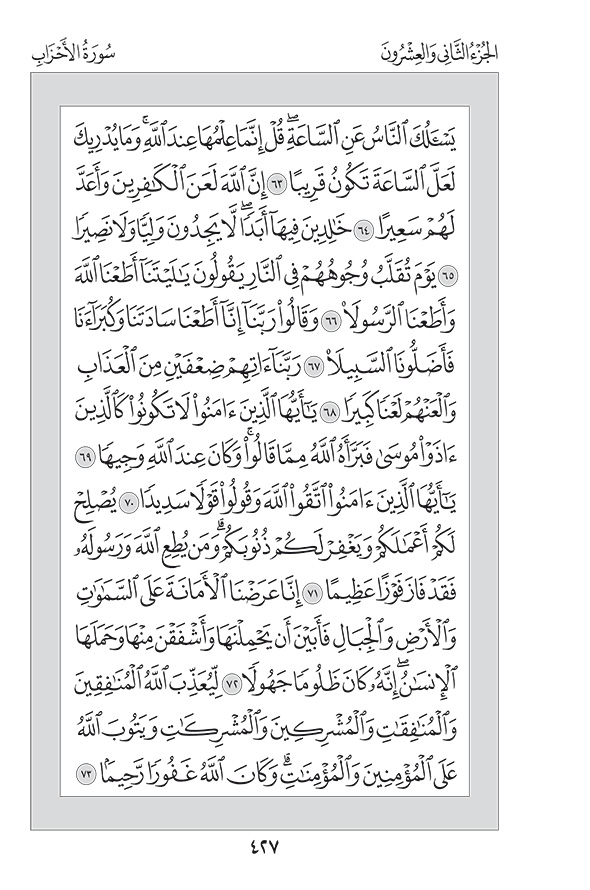 الجُزْءُ الثَّانِي وَالعِشْرُونَ
سُورَةُ الأَحْزَابِ
يَسْـَٔلُكَ ٱلنَّاسُ عَنِ ٱلسَّاعَةِۖ قُلْ إِنَّمَا عِلْمُهَا عِندَ ٱللَّهِۚ وَمَا يُدْرِيكَ
لَعَلَّ ٱلسَّاعَةَ تَكُونُ قَرِيبًا ٦٣ إِنَّ ٱللَّهَ لَعَنَ ٱلْكَٰفِرِينَ وَأَعَدَّ
لَهُمْ سَعِيرًا ٦٤ خَٰلِدِينَ فِيهَآ أَبَدًاۖ لَّا يَجِدُونَ وَلِيًّا وَلَا نَصِيرًا
٦٥ يَوْمَ تُقَلَّبُ وُجُوهُهُمْ فِى ٱلنَّارِ يَقُولُونَ يَٰلَيْتَنَآ أَطَعْنَا ٱللَّهَ
وَأَطَعْنَا ٱلرَّسُولَا۠ ٦٦ وَقَالُوا۟ رَبَّنَآ إِنَّآ أَطَعْنَا سَادَتَنَا وَكُبَرَآءَنَا
فَأَضَلُّونَا ٱلسَّبِيلَا۠ ٦٧ رَبَّنَآ ءَاتِهِمْ ضِعْفَيْنِ مِنَ ٱلْعَذَابِ
وَٱلْعَنْهُمْ لَعْنًا كَبِيرًا ٦٨ يَٰٓأَيُّهَا ٱلَّذِينَ ءَامَنُوا۟ لَا تَكُونُوا۟ كَٱلَّذِينَ
ءَاذَوْا۟ مُوسَىٰ فَبَرَّأَهُ ٱللَّهُ مِمَّا قَالُوا۟ۚ وَكَانَ عِندَ ٱللَّهِ وَجِيهًا ٦٩
يَٰٓأَيُّهَا ٱلَّذِينَ ءَامَنُوا۟ ٱتَّقُوا۟ ٱللَّهَ وَقُولُوا۟ قَوْلًا سَدِيدًا ٧٠ يُصْلِحْ
لَكُمْ أَعْمَٰلَكُمْ وَيَغْفِرْ لَكُمْ ذُنُوبَكُمْۗ وَمَن يُطِعِ ٱللَّهَ وَرَسُولَهُۥ
فَقَدْ فَازَ فَوْزًا عَظِيمًا ٧١ إِنَّا عَرَضْنَا ٱلْأَمَانَةَ عَلَى ٱلسَّمَٰوَٰتِ
وَٱلْأَرْضِ وَٱلْجِبَالِ فَأَبَيْنَ أَن يَحْمِلْنَهَا وَأَشْفَقْنَ مِنْهَا وَحَمَلَهَا
ٱلْإِنسَٰنُۖ إِنَّهُۥ كَانَ ظَلُومًا جَهُولًا ٧٢ لِّيُعَذِّبَ ٱللَّهُ ٱلْمُنَٰفِقِينَ
وَٱلْمُنَٰفِقَٰتِ وَٱلْمُشْرِكِينَ وَٱلْمُشْرِكَٰتِ وَيَتُوبَ ٱللَّهُ
عَلَى ٱلْمُؤْمِنِينَ وَٱلْمُؤْمِنَٰتِۗ وَكَانَ ٱللَّهُ غَفُورًا رَّحِيمًۢا ٧٣
٤٢٧